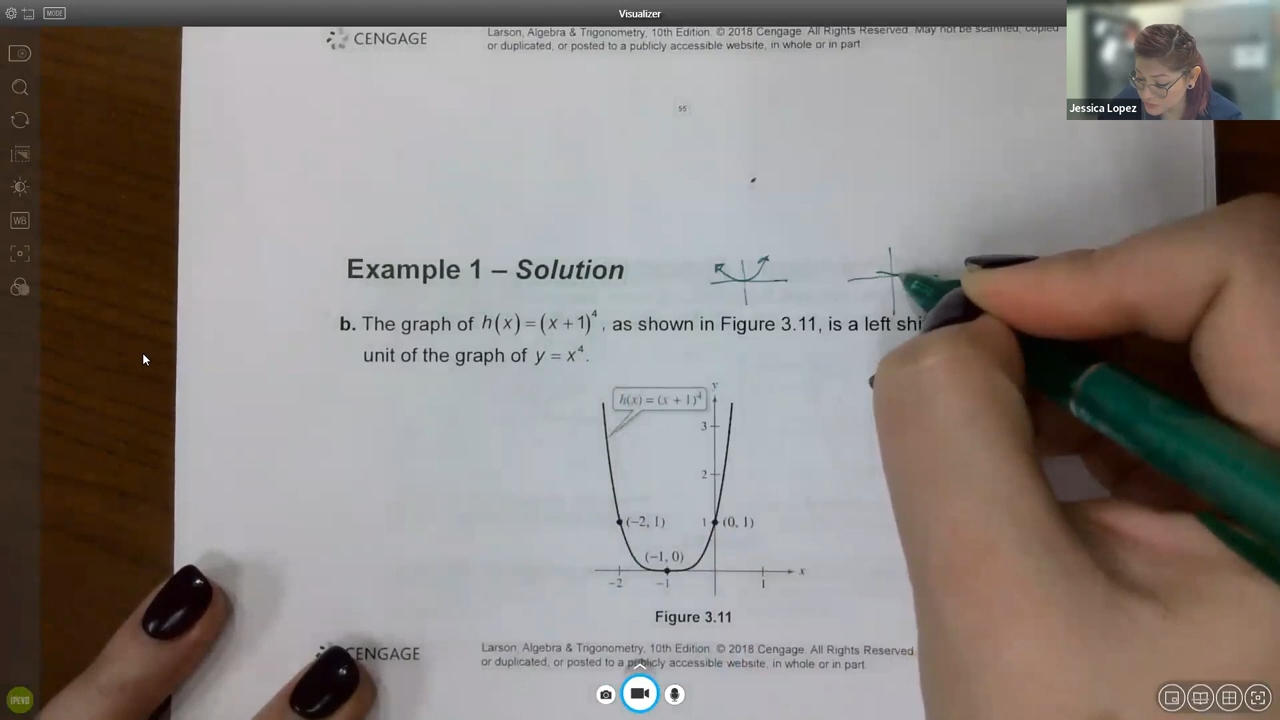 MODE
Visualizer
CENGAGE
Larson, Algebra & Trigonometry, 10th Edition. © 2018 Cengage. All Rights Reserved. May not be scanned, copied
or duplicated, or posted to a publicly accessible website, in whole or in part
Jessica Lopez
55
WB
Example 1 – Solution
b. The graph of h(x) = (x + 1)⁴, as shown in Figure 3.11, is a left shi
unit of the graph of y = x⁴.
y
h(x) = (x + 1)⁴
3
2
(−2, 1)
1
(0, 1)
(−1, 0)
x
−2
−1
1
Figure 3.11
CENGAGE
Larson, Algebra & Trigonometry, 10th Edition. © 2018 Cengage. All Rights Reserved
or duplicated, or posted to a publicly accessible website, in whole or in part.
IPEVO